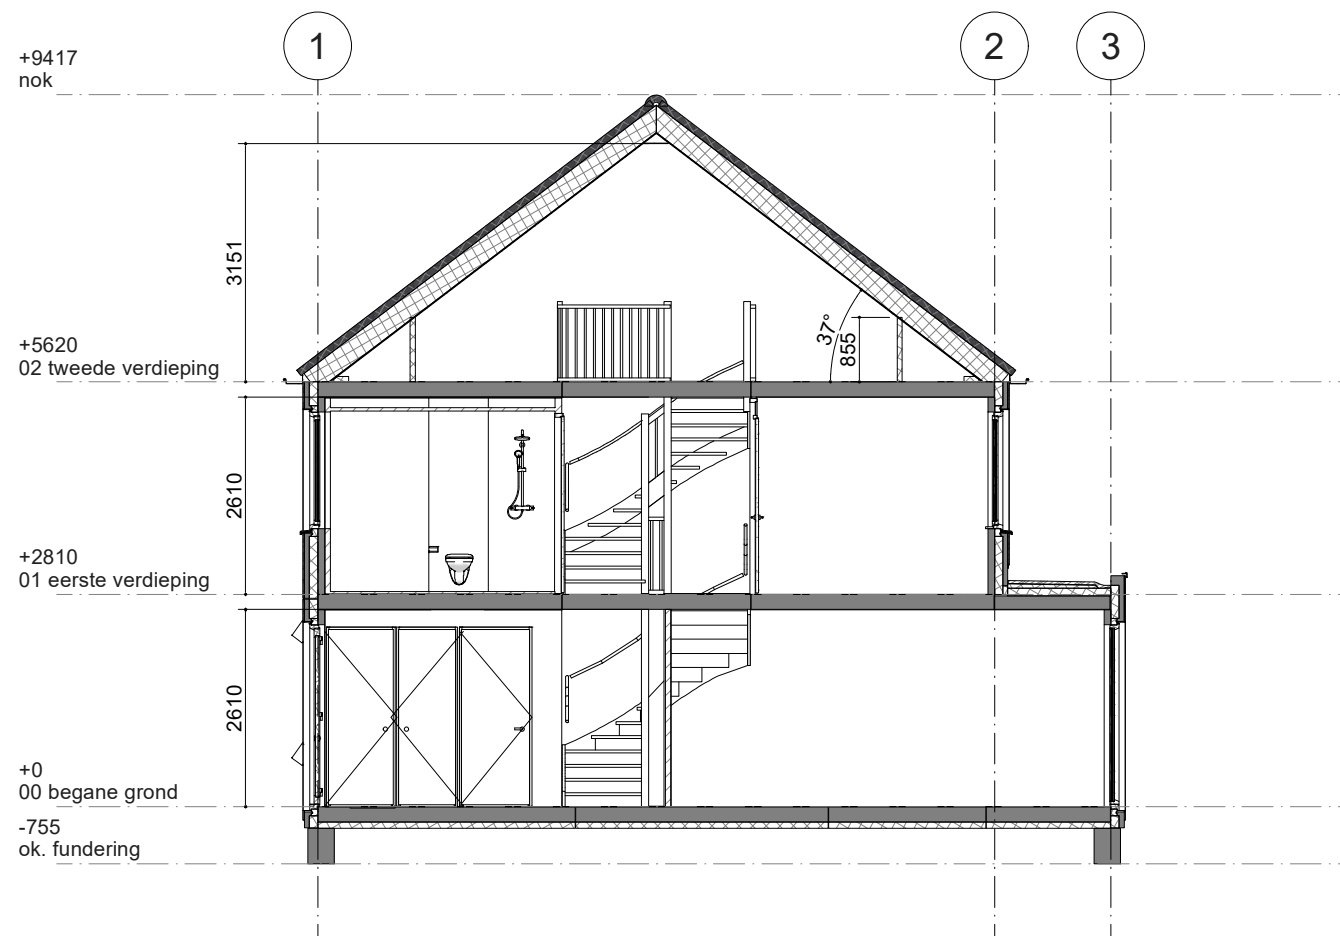 1
2
3
+9417
nok
3151
37°
855
+5620
02 tweede verdieping
2610
+2810
01 eerste verdieping
2610
+0
00 begane grond
-755
ok. fundering